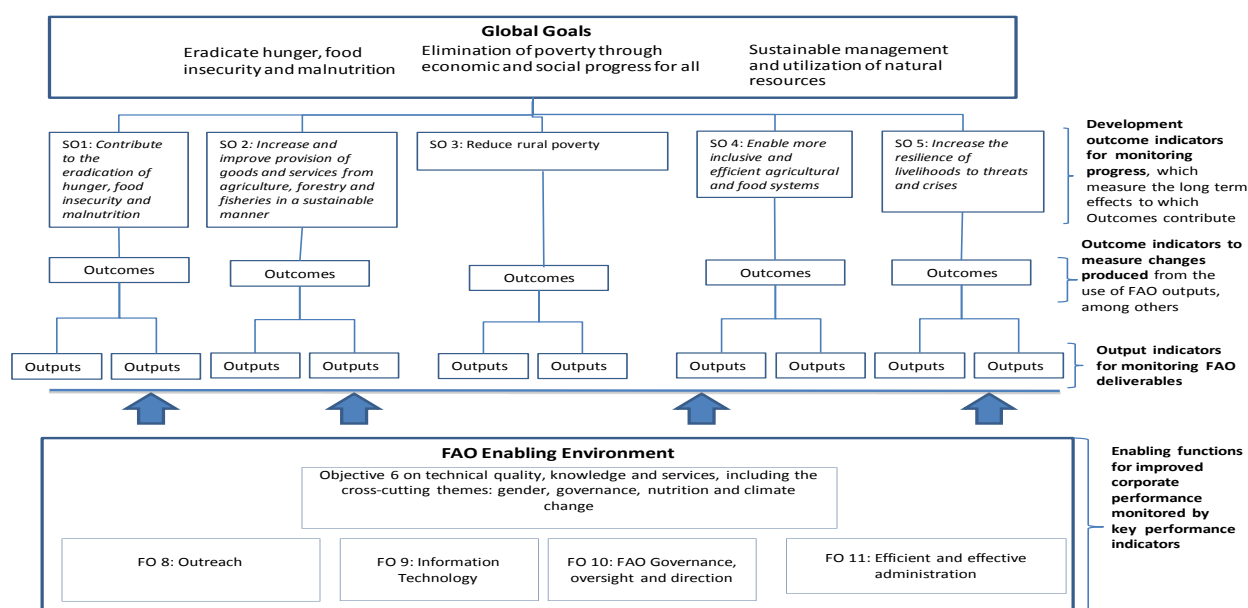 Global Goals
Eradicate hunger, food
insecurity and malnutrition
Elimination of poverty through
economic and social progress for all
Sustainable management
and utilization of natural
resources
SO1: Contribute
to the
eradication of
hunger, food
insecurity and
malnutrition
SO 2: Increase and
improve provision of
goods and services from
agriculture, forestry and
fisheries in a sustainable
manner
SO 3: Reduce rural poverty
SO 4: Enable more
inclusive and
efficient agricultural
and food systems
SO 5: Increase the
resilience of
livelihoods to threats
and crises
Development
outcome indicators
for monitoring
progress, which
measure the long term
effects to which
Outcomes contribute
Outcomes
Outcomes
Outcomes
Outcomes
Outcomes
Outcome indicators to
measure changes
produced from the
use of FAO outputs,
among others
Outputs
Outputs
Outputs
Outputs
Outputs
Outputs
Outputs
Outputs
Outputs
Outputs
Output indicators
for monitoring FAO
deliverables
FAO Enabling Environment
Objective 6 on technical quality, knowledge and services, including the
cross-cutting themes: gender, governance, nutrition and climate
change
FO 8: Outreach
FO 9: Information
Technology
FO 10: FAO Governance,
oversight and direction
FO 11: Efficient and effective
administration
Enabling functions
for improved
corporate
performance
monitored by
key performance
indicators